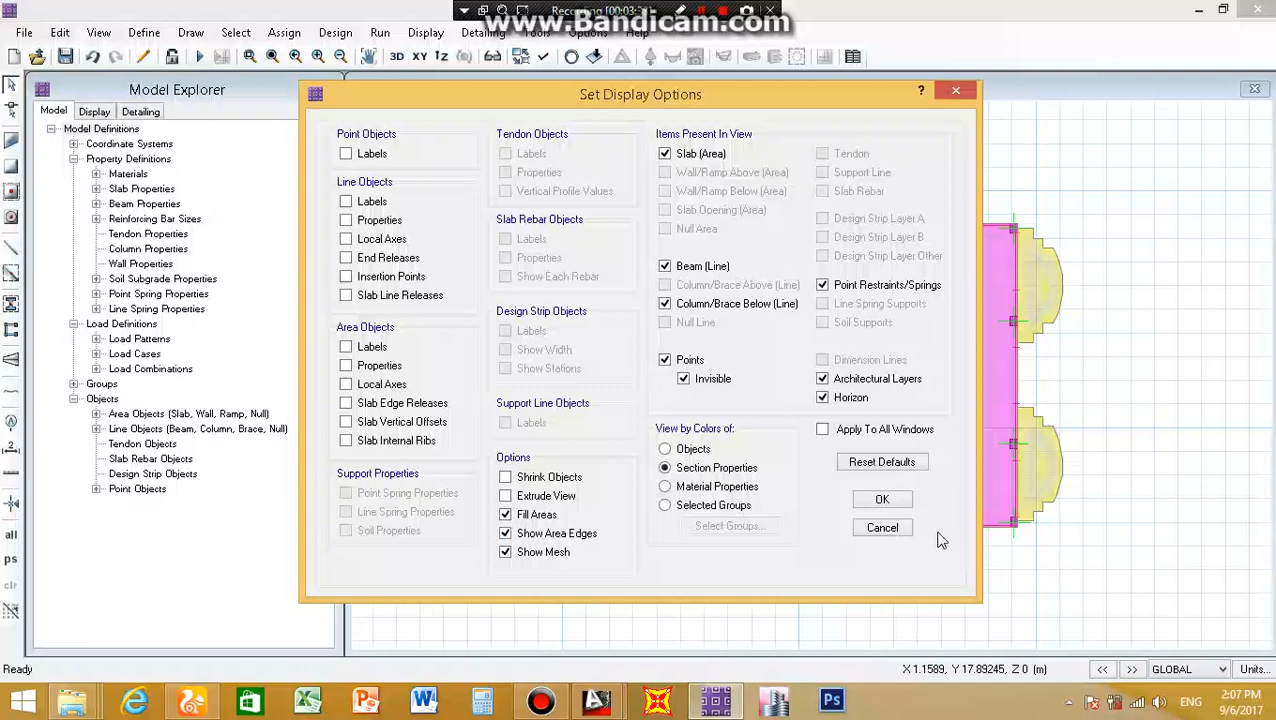 Recording [00:03:
www.Bandicam.com
File Edit View Define Draw Select Assign Design Run Display Detailing Tools Options Help
3D XY
Model Explorer
Model Display Detailing
Model Definitions
Coordinate Systems
Property Definitions
Materials
Slab Properties
Beam Properties
Reinforcing Bar Sizes
Tendon Properties
Column Properties
Wall Properties
Soil Subgrade Properties
Point Spring Properties
Line Spring Properties
Load Definitions
Load Patterns
Load Cases
Load Combinations
Groups
Objects
Area Objects (Slab, Wall, Ramp, Null)
Line Objects (Beam, Column, Brace, Null)
Tendon Objects
Slab Rebar Objects
Design Strip Objects
Point Objects
all
ps
clr
Set Display Options
?
Point Objects
Labels
Line Objects
Labels
Properties
Local Axes
End Releases
Insertion Points
Slab Line Releases
Area Objects
Labels
Properties
Local Axes
Slab Edge Releases
Slab Vertical Offsets
Slab Internal Ribs
Support Properties
Point Spring Properties
Line Spring Properties
Soil Properties
Tendon Objects
Labels
Properties
Vertical Profile Values
Slab Rebar Objects
Labels
Properties
Show Each Rebar
Design Strip Objects
Labels
Show Width
Show Stations
Support Line Objects
Labels
Options
Shrink Objects
Extrude View
Fill Areas
Show Area Edges
Show Mesh
Items Present In View
Slab (Area)
Wall/Ramp Above (Area)
Wall/Ramp Below (Area)
Slab Opening (Area)
Null Area
Beam (Line)
Column/Brace Above (Line)
Column/Brace Below (Line)
Null Line
Points
Invisible
Tendon
Support Line
Slab Rebar
Design Strip Layer A
Design Strip Layer B
Design Strip Layer Other
Point Restraints/Springs
Line Spring Supports
Soil Supports
Dimension Lines
Architectural Layers
Horizon
View by Colors of:
Objects
Section Properties
Material Properties
Selected Groups
Select Groups...
Apply To All Windows
Reset Defaults
OK
Cancel
Ready
X 1.1589, Y 17.89245, Z 0 (m)
<< >> GLOBAL Units...
ENG
2:07 PM
9/6/2017